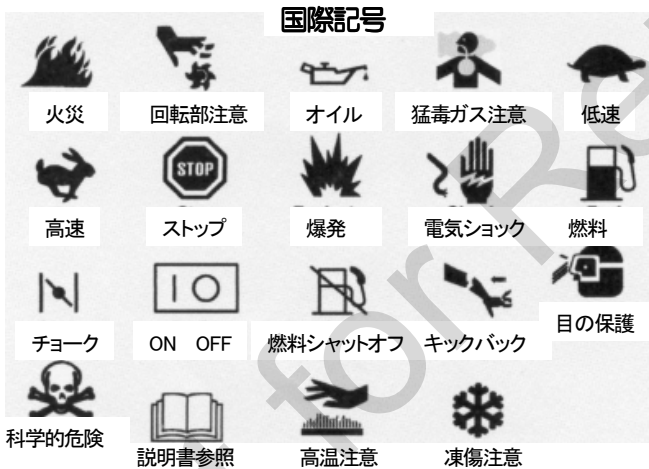 国際記号
火災 回転部注意 オイル 猛毒ガス注意 低速
STOP
高速 ストップ 爆発 電気ショック 燃料
チョーク ON OFF 燃料シャットオフ キックバック 目の保護
科学的危険 説明書参照 高温注意 凍傷注意
for Re